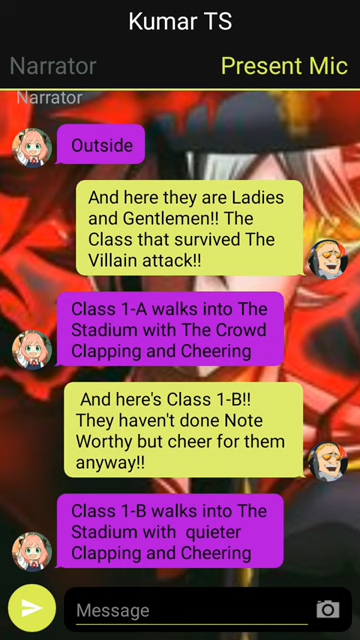 Kumar TS
Narrator
Present Mic
Narrator
Outside
And here they are Ladies
and Gentlemen!! The
Class that survived The
Villain attack!!
Class 1-A walks into The
Stadium with The Crowd
Clapping and Cheering
And here's Class 1-B!!
They haven't done Note
Worthy but cheer for them
anyway!!
Class 1-B walks into The
Stadium with quieter
Clapping and Cheering
Message